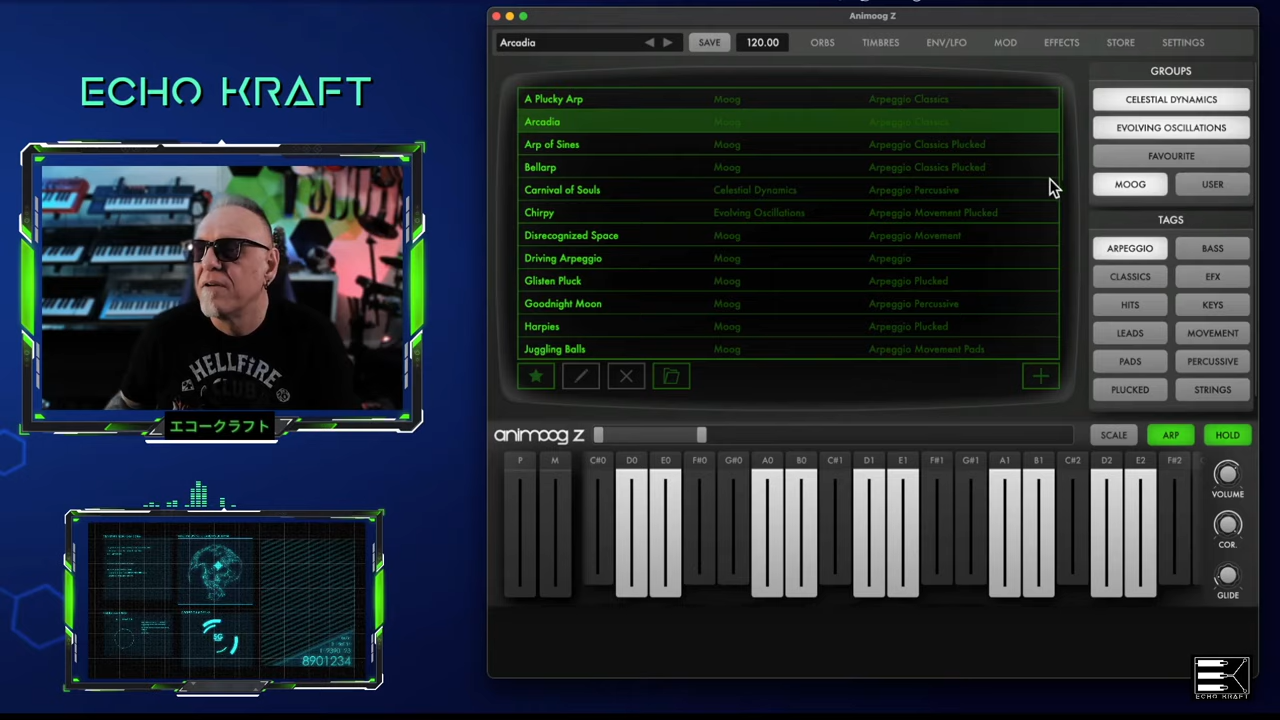 Animoog Z
Arcadia
SAVE
120.00
ORBS
TIMBRES
ENV/LFO
MOD
EFFECTS
STORE
SETTINGS
ECHO KRAFT
A Plucky Arp Moog Arpeggio Classics
Arcadia Moog Arpeggio Classics
Arp of Sines Moog Arpeggio Classics Plucked
Bellarp Moog Arpeggio Classics Plucked
Carnival of Souls Celestial Dynamics Arpeggio Percussive
Chirpy Evolving Oscillations Arpeggio Movement Plucked
Disrecognized Space Moog Arpeggio Movement
Driving Arpeggio Moog Arpeggio
Glisten Pluck Moog Arpeggio Plucked
Goodnight Moon Moog Arpeggio Percussive
Harpies Moog Arpeggio Plucked
Juggling Balls Moog Arpeggio Movement Pads
GROUPS
CELESTIAL DYNAMICS
EVOLVING OSCILLATIONS
FAVOURITE
MOOG USER
TAGS
ARPEGGIO BASS
CLASSICS EFX
HITS KEYS
LEADS MOVEMENT
PADS PERCUSSIVE
PLUCKED STRINGS
HELLFIRE
CLUB
エコークラフト
animoog Z
SCALE ARP HOLD
P M C#0 D0 E0 F#0 G#0 A0 B0 C#1 D1 E1 F#1 G#1 A1 B1 C#2 D2 E2 F#2
VOLUME
COR.
GLIDE
8901234
ECHO KRAFT